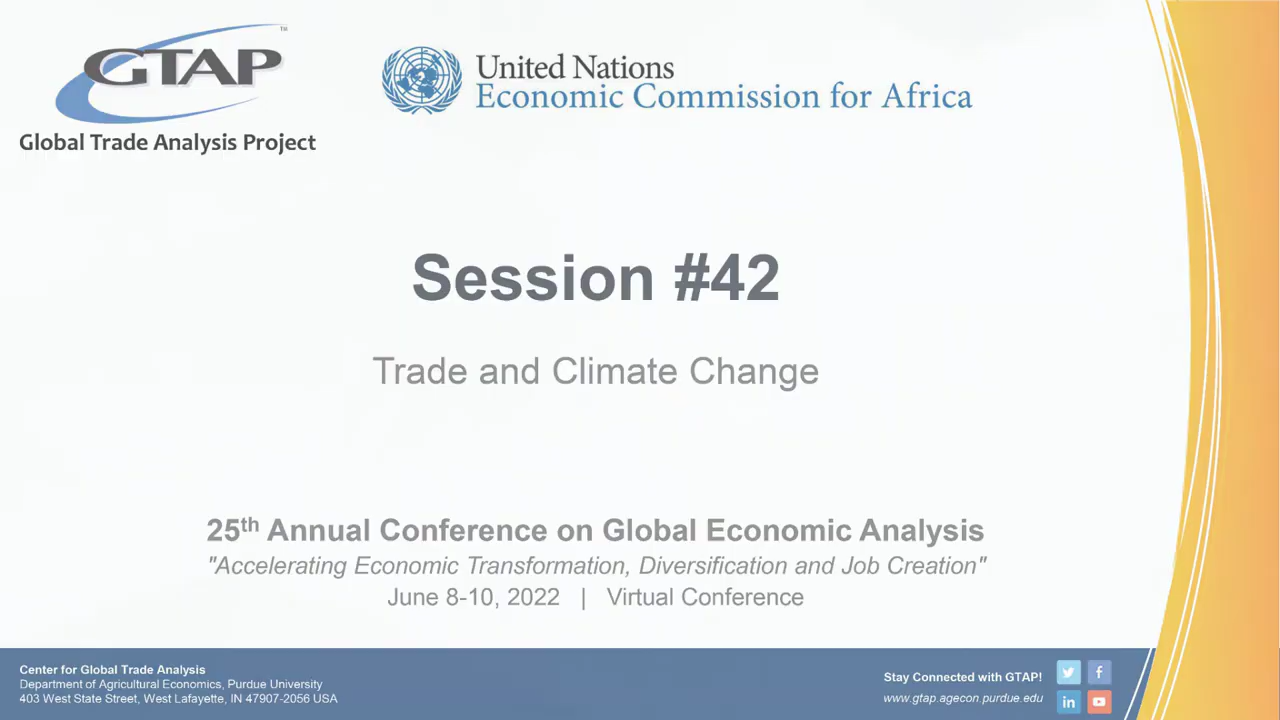 GTAP TM
Global Trade Analysis Project
United Nations
Economic Commission for Africa
Session #42
Trade and Climate Change
25th Annual Conference on Global Economic Analysis
"Accelerating Economic Transformation, Diversification and Job Creation"
June 8-10, 2022 | Virtual Conference
Center for Global Trade Analysis
Department of Agricultural Economics, Purdue University
403 West State Street, West Lafayette, IN 47907-2056 USA
Stay Connected with GTAP!
www.gtap.agecon.purdue.edu